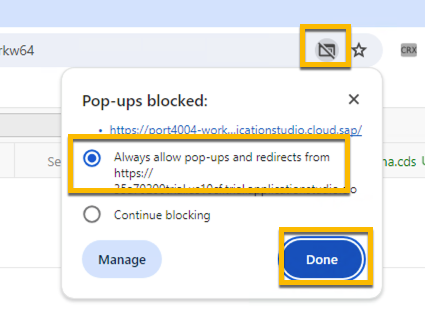 rkw64
CRX
Pop-ups blocked:
https://port4004-work...icationstudio.cloud.sap/
Se
Always allow pop-ups and redirects from
https://
na.cds
Continue blocking
Manage
Done